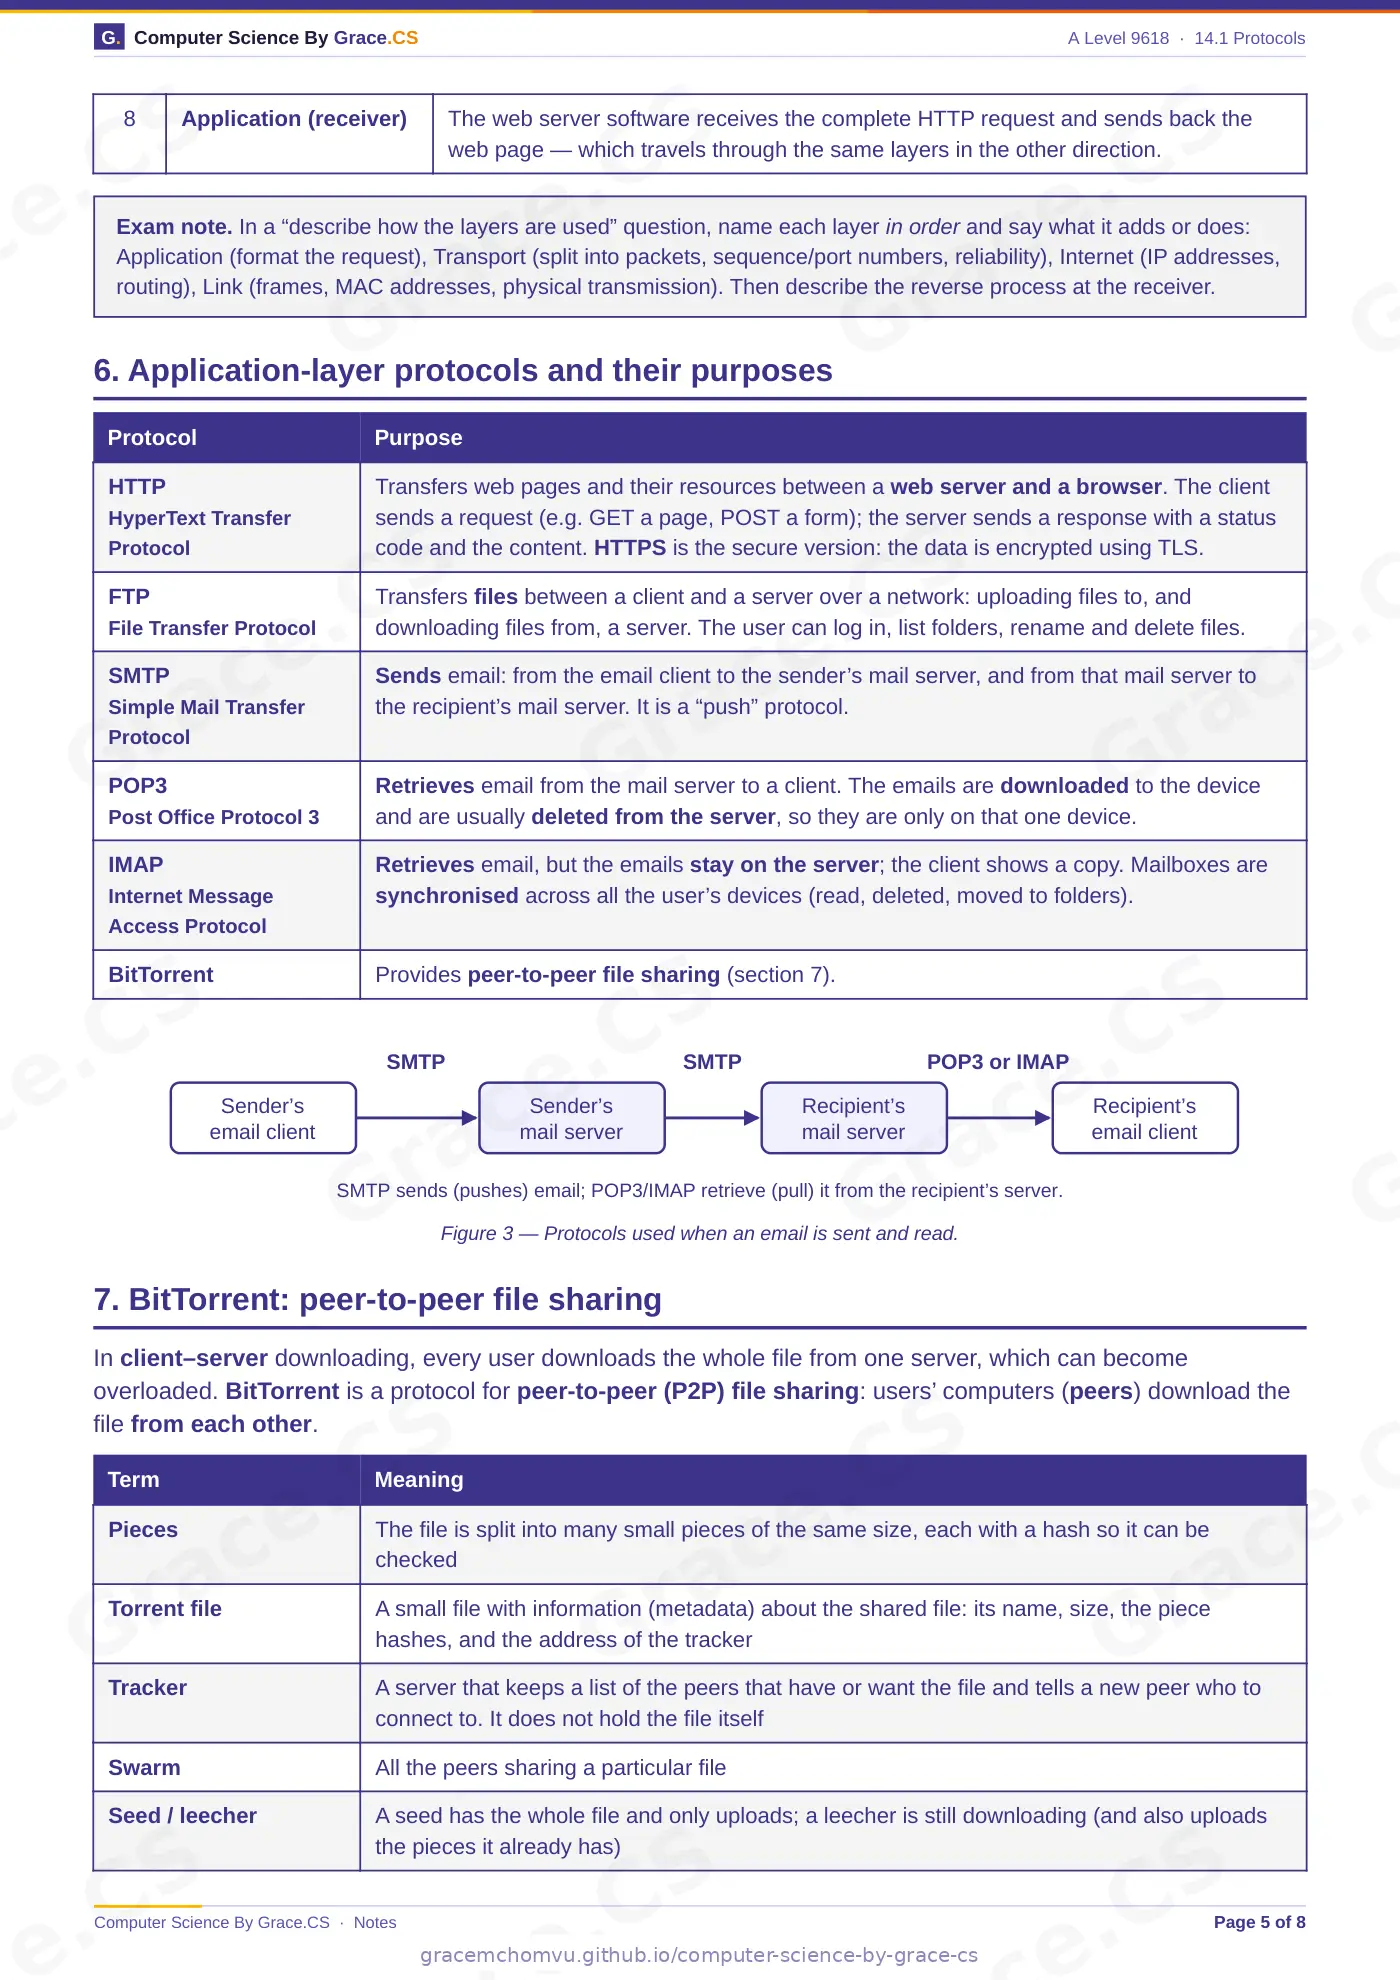 G. Computer Science By Grace.CS
A Level 9618 · 14.1 Protocols
8
Application (receiver)
The web server software receives the complete HTTP request and sends back the
web page — which travels through the same layers in the other direction.
Exam note. In a “describe how the layers are used” question, name each layer in order and say what it adds or does:
Application (format the request), Transport (split into packets, sequence/port numbers, reliability), Internet (IP addresses,
routing), Link (frames, MAC addresses, physical transmission). Then describe the reverse process at the receiver.
6. Application-layer protocols and their purposes
Protocol
Purpose
HTTP
HyperText Transfer
Protocol
Transfers web pages and their resources between a web server and a browser. The client
sends a request (e.g. GET a page, POST a form); the server sends a response with a status
code and the content. HTTPS is the secure version: the data is encrypted using TLS.
FTP
File Transfer Protocol
Transfers files between a client and a server over a network: uploading files to, and
downloading files from, a server. The user can log in, list folders, rename and delete files.
SMTP
Simple Mail Transfer
Protocol
Sends email: from the email client to the sender’s mail server, and from that mail server to
the recipient’s mail server. It is a “push” protocol.
POP3
Post Office Protocol 3
Retrieves email from the mail server to a client. The emails are downloaded to the device
and are usually deleted from the server, so they are only on that one device.
IMAP
Internet Message
Access Protocol
Retrieves email, but the emails stay on the server; the client shows a copy. Mailboxes are
synchronised across all the user’s devices (read, deleted, moved to folders).
BitTorrent
Provides peer-to-peer file sharing (section 7).
SMTP
SMTP
POP3 or IMAP
Sender’s
email client
Sender’s
mail server
Recipient’s
mail server
Recipient’s
email client
SMTP sends (pushes) email; POP3/IMAP retrieve (pull) it from the recipient’s server.
Figure 3 — Protocols used when an email is sent and read.
7. BitTorrent: peer-to-peer file sharing
In client–server downloading, every user downloads the whole file from one server, which can become
overloaded. BitTorrent is a protocol for peer-to-peer (P2P) file sharing: users’ computers (peers) download the
file from each other.
Term
Meaning
Pieces
The file is split into many small pieces of the same size, each with a hash so it can be
checked
Torrent file
A small file with information (metadata) about the shared file: its name, size, the piece
hashes, and the address of the tracker
Tracker
A server that keeps a list of the peers that have or want the file and tells a new peer who to
connect to. It does not hold the file itself
Swarm
All the peers sharing a particular file
Seed / leecher
A seed has the whole file and only uploads; a leecher is still downloading (and also uploads
the pieces it already has)
Computer Science By Grace.CS · Notes
Page 5 of 8
gracemchomvu.github.io/computer-science-by-grace-cs